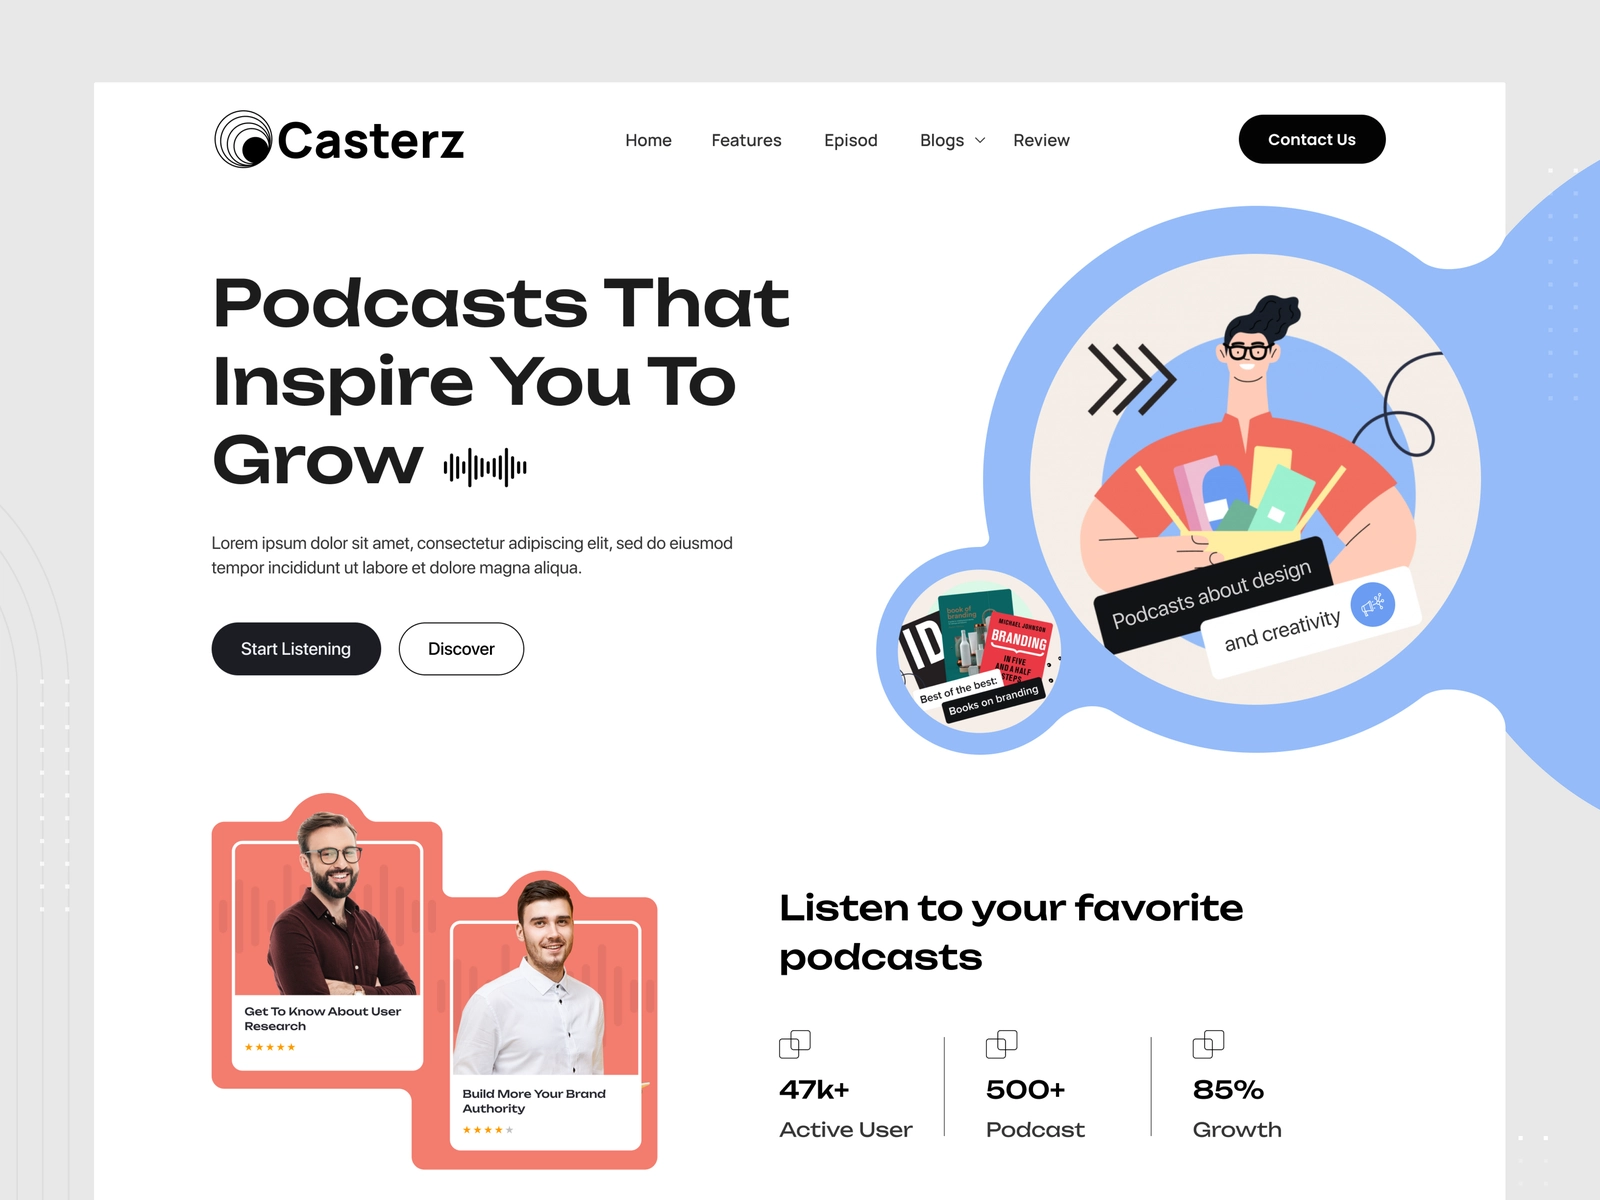 Casterz
Home
Features
Episod
Blogs
Review
Contact Us
Podcasts That
Inspire You To
Grow
Lorem ipsum dolor sit amet, consectetur adipiscing elit, sed do eiusmod
tempor incididunt ut labore et dolore magna aliqua.
Start Listening
Discover
Podcasts about design
and creativity
ID
book of
branding
MICHAEL JOHNSON
BRANDING
IN FIVE
AND A HALF
STEPS
Best of the best:
Books on branding
Get To Know About User
Research
Build More Your Brand
Authority
Listen to your favorite
podcasts
47k+
Active User
500+
Podcast
85%
Growth